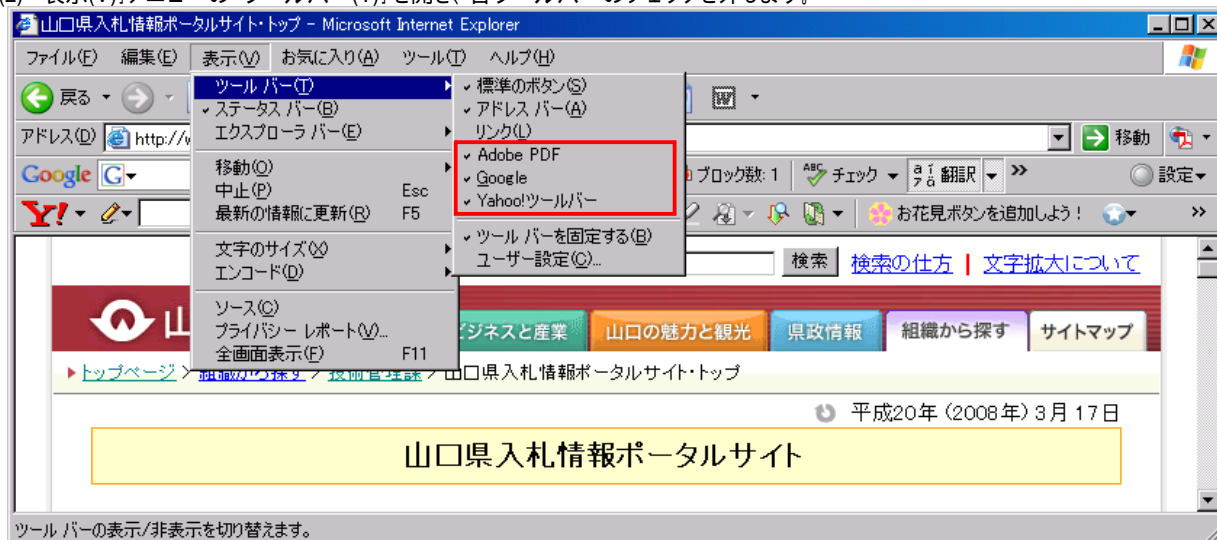 山口県入札情報ポータルサイト・トップ - Microsoft Internet Explorer
ファイル(F) 編集(E) 表示(V) お気に入り(A) ツール(T) ヘルプ(H)
戻る
アドレス(D) http://
移動
Google G
ブロック数: 1 チェック 翻訳 >> 設定
Y!
お花見ボタンを追加しよう! >>
ツール バー(T)
ステータス バー(B)
エクスプローラ バー(E)
移動(O)
中止(P) Esc
最新の情報に更新(R) F5
文字のサイズ(X)
エンコード(D)
ソース(C)
プライバシー レポート(V)...
全画面表示(F) F11
標準のボタン(S)
アドレス バー(A)
リンク(L)
Adobe PDF
Google
Yahoo!ツールバー
ツール バーを固定する(B)
ユーザー設定(C)...
検索 検索の仕方 | 文字拡大について
山
ビジネスと産業 山口の魅力と観光 県政情報 組織から探す サイトマップ
トップページ > 組織から探す > 技術管理課 > 山口県入札情報ポータルサイト・トップ
平成20年 (2008年) 3月 17日
山口県入札情報ポータルサイト
ツール バーの表示/非表示を切り替えます。